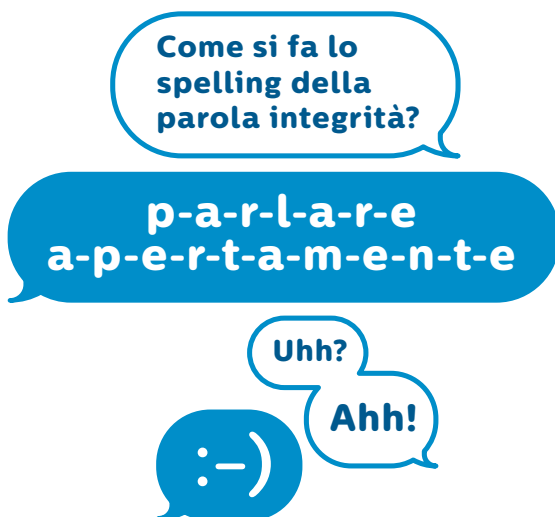 Come si fa lo
spelling della
parola integrità?
p-a-r-l-a-r-e
a-p-e-r-t-a-m-e-n-t-e
Uhh?
Ahh!
:-)